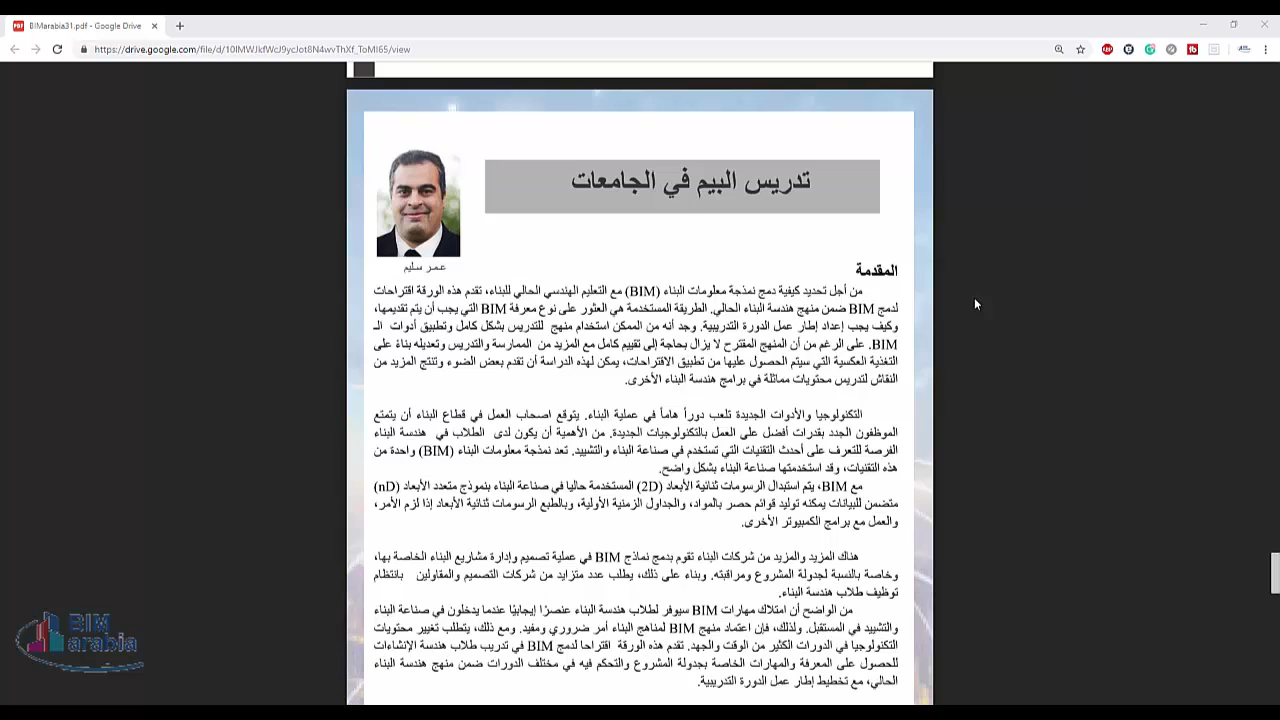 BIMarabia31.pdf - Google Drive
تدريس البيم في الجامعات
عمر سليم
المقدمة
من أجل تحديد كيفية دمج نمذجة معلومات البناء (BIM) مع التعليم الهندسي الحالي للبناء، تقدم هذه الورقة اقتراحات
لدمج BIM ضمن منهج هندسة البناء الحالي. الطريقة المستخدمة هي العثور على نوع معرفة BIM التي يجب أن يتم تقديمها،
وكيف يجب إعداد إطار عمل الدورة التدريبية. وجد أنه من الممكن استخدام منهج للتدريس بشكل كامل وتطبيق أدوات الـ
BIM. على الرغم من أن المنهج المقترح لا يزال بحاجة إلى تقييم كامل مع المزيد من الممارسة والتدريس وتعديله بناءً على
التغذية العكسية التي سيتم الحصول عليها من تطبيق الاقتراحات، يمكن لهذه الدراسة أن تقدم بعض الضوء وتنتج المزيد من
النقاش لتدريس محتويات مماثلة في برامج هندسة البناء الأخرى.
التكنولوجيا والأدوات الجديدة تلعب دوراً هاماً في عملية البناء. يتوقع اصحاب العمل في قطاع البناء أن يتمتع
الموظفون الجدد بقدرات أفضل على العمل بالتكنولوجيات الجديدة. من الأهمية أن يكون لدى الطلاب في هندسة البناء
الفرصة للتعرف على أحدث التقنيات التي تستخدم في صناعة البناء والتشييد. تعد نمذجة معلومات البناء (BIM) واحدة من
هذه التقنيات، وقد استخدمتها صناعة البناء بشكل واضح.
مع BIM، يتم استبدال الرسومات ثنائية الأبعاد (2D) المستخدمة حاليا في صناعة البناء بنموذج متعدد الأبعاد (nD)
متضمن للبيانات يمكنه توليد قوائم حصر بالمواد، والجداول الزمنية الأولية، وبالطبع الرسومات ثنائية الأبعاد إذا لزم الأمر،
والعمل مع برامج الكمبيوتر الأخرى.
هناك المزيد والمزيد من شركات البناء تقوم بدمج نماذج BIM في عملية تصميم وإدارة مشاريع البناء الخاصة بها،
وخاصة بالنسبة لجدولة المشروع ومراقبته. وبناء على ذلك، يطلب عدد متزايد من شركات التصميم والمقاولين بانتظام
توظيف طلاب هندسة البناء.
من الواضح أن امتلاك مهارات BIM سيوفر لطلاب هندسة البناء عنصرًا إيجابيًا عندما يدخلون في صناعة البناء
والتشييد في المستقبل. ولذلك، فإن اعتماد منهج BIM لمناهج البناء أمر ضروري ومفيد. ومع ذلك، يتطلب تغيير محتويات
التكنولوجيا في الدورات الكثير من الوقت والجهد. تقدم هذه الورقة اقتراحا لدمج BIM في تدريب طلاب هندسة الإنشاءات
للحصول على المعرفة والمهارات الخاصة بجدولة المشروع والتحكم فيه في مختلف الدورات ضمن منهج هندسة البناء
الحالي، مع تخطيط إطار عمل الدورة التدريبية.
BIM
arabia